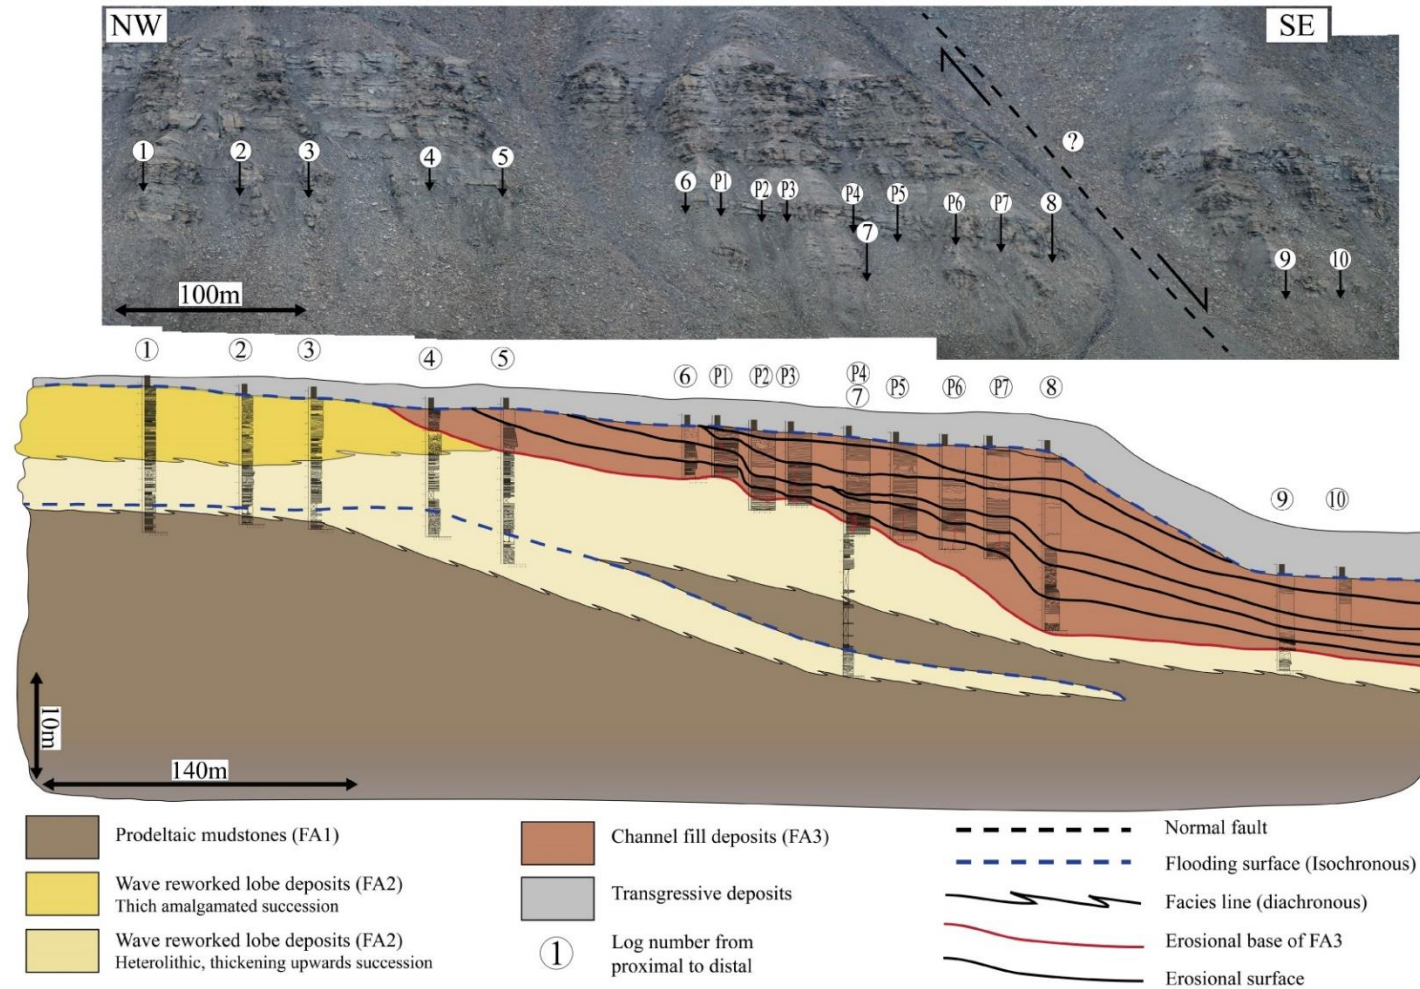 NW
SE
1
2
3
4
5
6
P1
P2
P3
P4
7
P5
P6
P7
8
?
9
10
100m
1
2
3
4
5
6
P1
P2
P3
P4
7
P5
P6
P7
8
9
10
10m
140m
Prodeltaic mudstones (FA1)
Wave reworked lobe deposits (FA2)
Thich amalgamated succession
Wave reworked lobe deposits (FA2)
Heterolithic, thickening upwards succession
Channel fill deposits (FA3)
Transgressive deposits
1
Log number from
proximal to distal
Normal fault
Flooding surface (Isochronous)
Facies line (diachronous)
Erosional base of FA3
Erosional surface